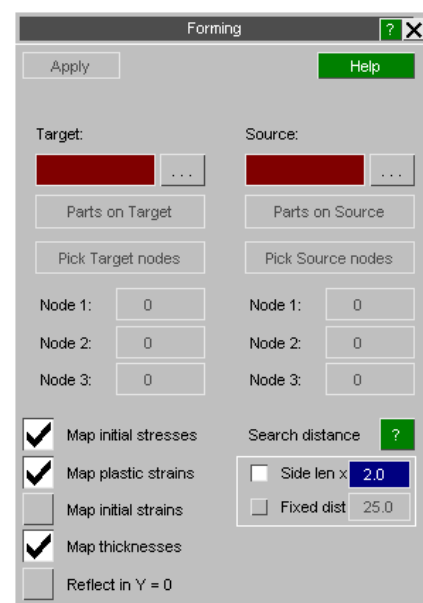 Forming ? X
Apply Help
Target: Source:
... ...
Parts on Target Parts on Source
Pick Target nodes Pick Source nodes
Node 1: 0 Node 1: 0
Node 2: 0 Node 2: 0
Node 3: 0 Node 3: 0
Map initial stresses Search distance ?
Map plastic strains Side len x 2.0
Map initial strains Fixed dist 25.0
Map thicknesses
Reflect in Y = 0